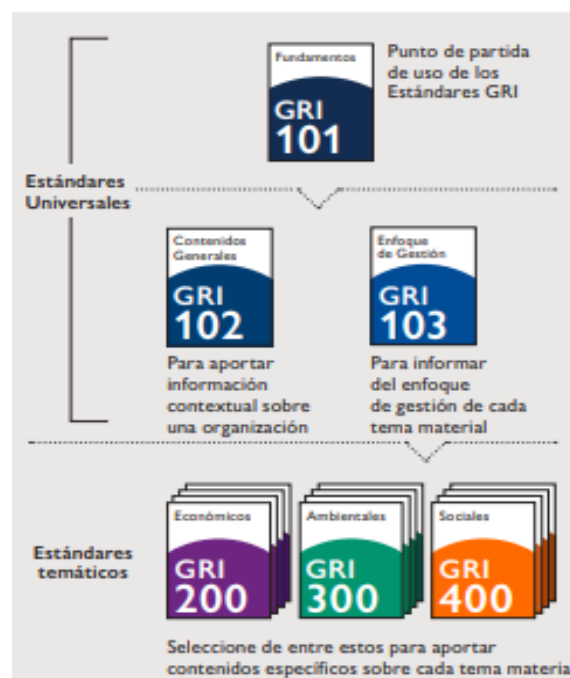 Fundamentos
GRI
101
Punto de partida
de uso de los
Estándares GRI
Estándares
Universales
Contenidos
Generales
GRI
102
Enfoque
de Gestión
GRI
103
Para aportar
información
contextual sobre
una organización
Para informar
del enfoque
de gestión de cada
tema material
Estándares
temáticos
Económicos
GRI
200
Ambientales
GRI
300
Sociales
GRI
400
Seleccione de entre estos para aportar
contenidos específicos sobre cada tema materia